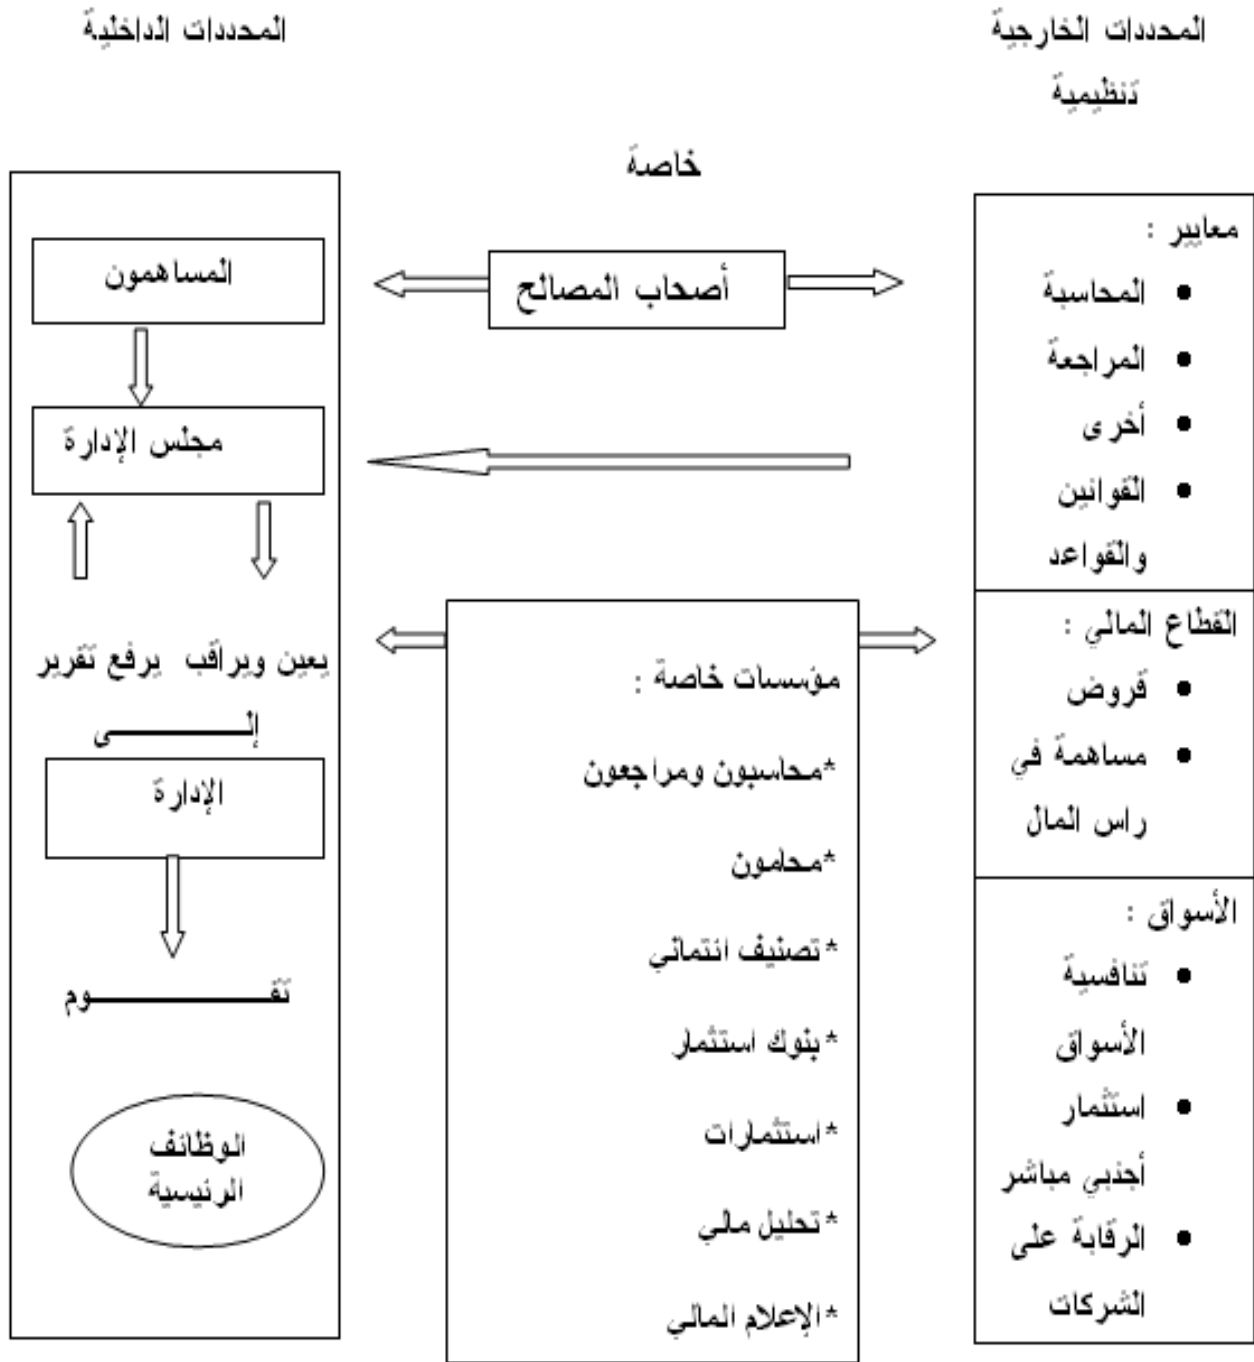 المحددات الخارجية
تنظيمية
المحددات الداخلية
خاصة
معايير :
• المحاسبة
• المراجعة
• أخرى
• القوانين
والقواعد
القطاع المالي :
• قروض
• مساهمة في
راس المال
الأسواق :
• تنافسية
الأسواق
• استثمار
أجنبي مباشر
• الرقابة على
الشركات
أصحاب المصالح
مؤسسات خاصة :
*محاسبون ومراجعون
*محامون
*تصنيف ائتماني
*بنوك استثمار
*استثمارات
*تحليل مالي
*الإعلام المالي
المساهمون
مجلس الإدارة
يعين ويراقب يرفع تقرير
إلـــــــــى
الإدارة
تقـــــــــــوم
الوظائف
الرئيسية